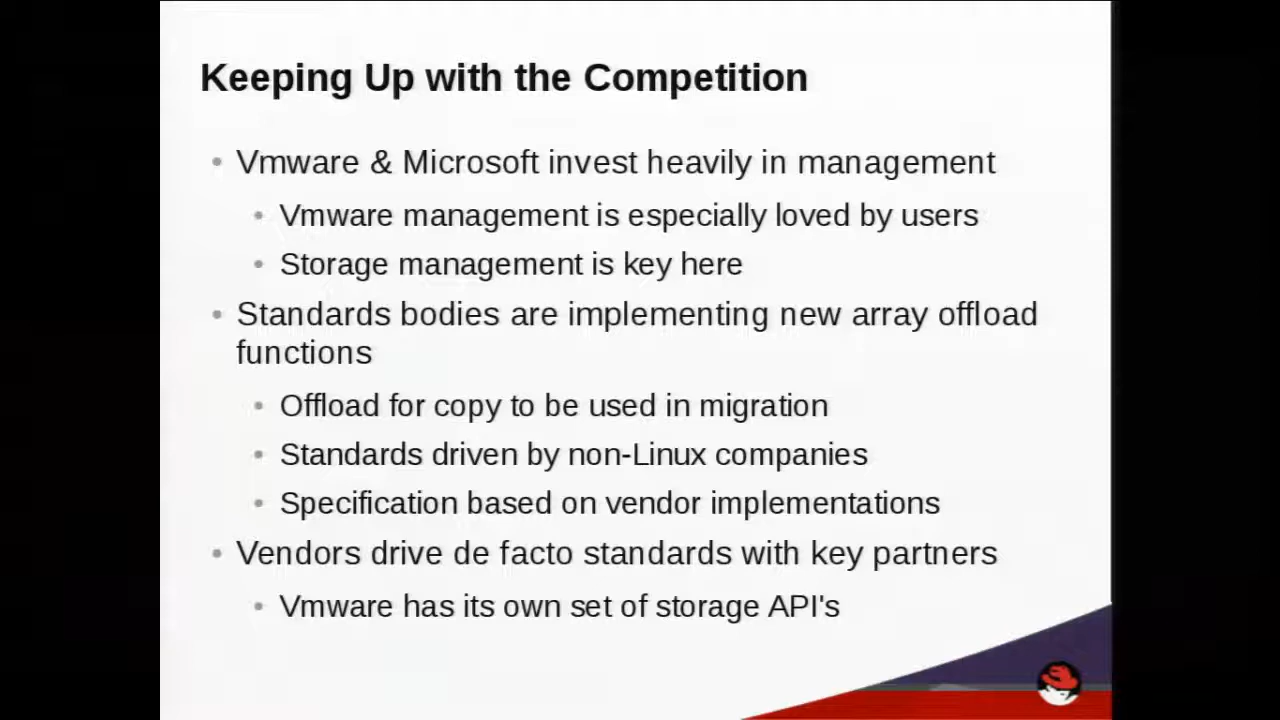 Keeping Up with the Competition
Vmware & Microsoft invest heavily in management
Vmware management is especially loved by users
Storage management is key here
Standards bodies are implementing new array offload
functions
Offload for copy to be used in migration
Standards driven by non-Linux companies
Specification based on vendor implementations
Vendors drive de facto standards with key partners
Vmware has its own set of storage API's